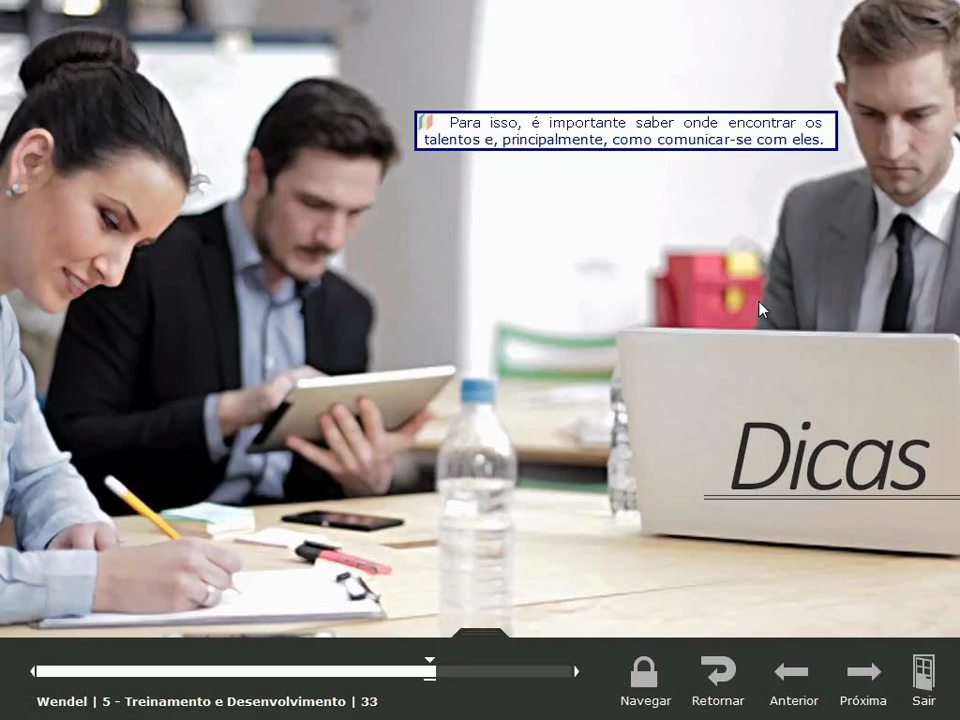 Para isso, é importante saber onde encontrar os
talentos e, principalmente, como comunicar-se com eles.
Dicas
Navegar
Retornar
Anterior
Próxima
Sair
Wendel | 5 - Treinamento e Desenvolvimento | 33